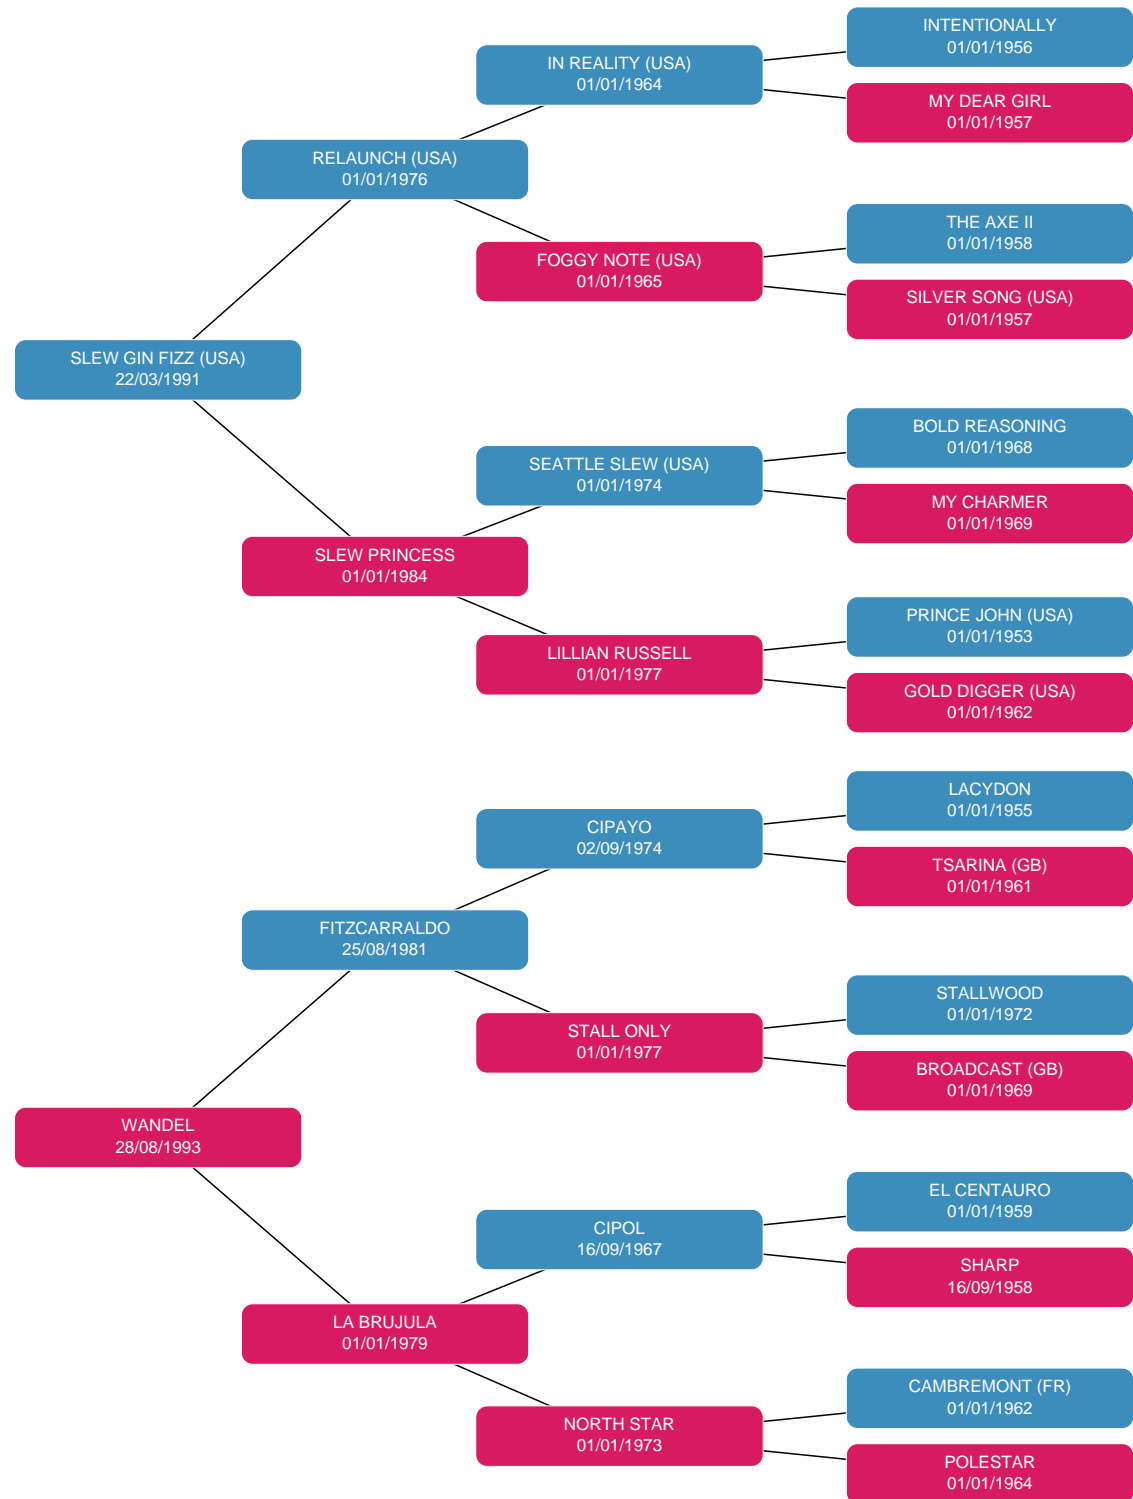 INTENTIONALLY
01/01/1956
IN REALITY (USA)
01/01/1964
MY DEAR GIRL
01/01/1957
RELAUNCH (USA)
01/01/1976
THE AXE II
01/01/1958
FOGGY NOTE (USA)
01/01/1965
SILVER SONG (USA)
01/01/1957
SLEW GIN FIZZ (USA)
22/03/1991
BOLD REASONING
01/01/1968
SEATTLE SLEW (USA)
01/01/1974
MY CHARMER
01/01/1969
SLEW PRINCESS
01/01/1984
PRINCE JOHN (USA)
01/01/1953
LILLIAN RUSSELL
01/01/1977
GOLD DIGGER (USA)
01/01/1962
LACYDON
01/01/1955
CIPAYO
02/09/1974
TSARINA (GB)
01/01/1961
FITZCARRALDO
25/08/1981
STALLWOOD
01/01/1972
STALL ONLY
01/01/1977
BROADCAST (GB)
01/01/1969
WANDEL
28/08/1993
EL CENTAURO
01/01/1959
CIPOL
16/09/1967
SHARP
16/09/1958
LA BRUJULA
01/01/1979
CAMBREMONT (FR)
01/01/1962
NORTH STAR
01/01/1973
POLESTAR
01/01/1964